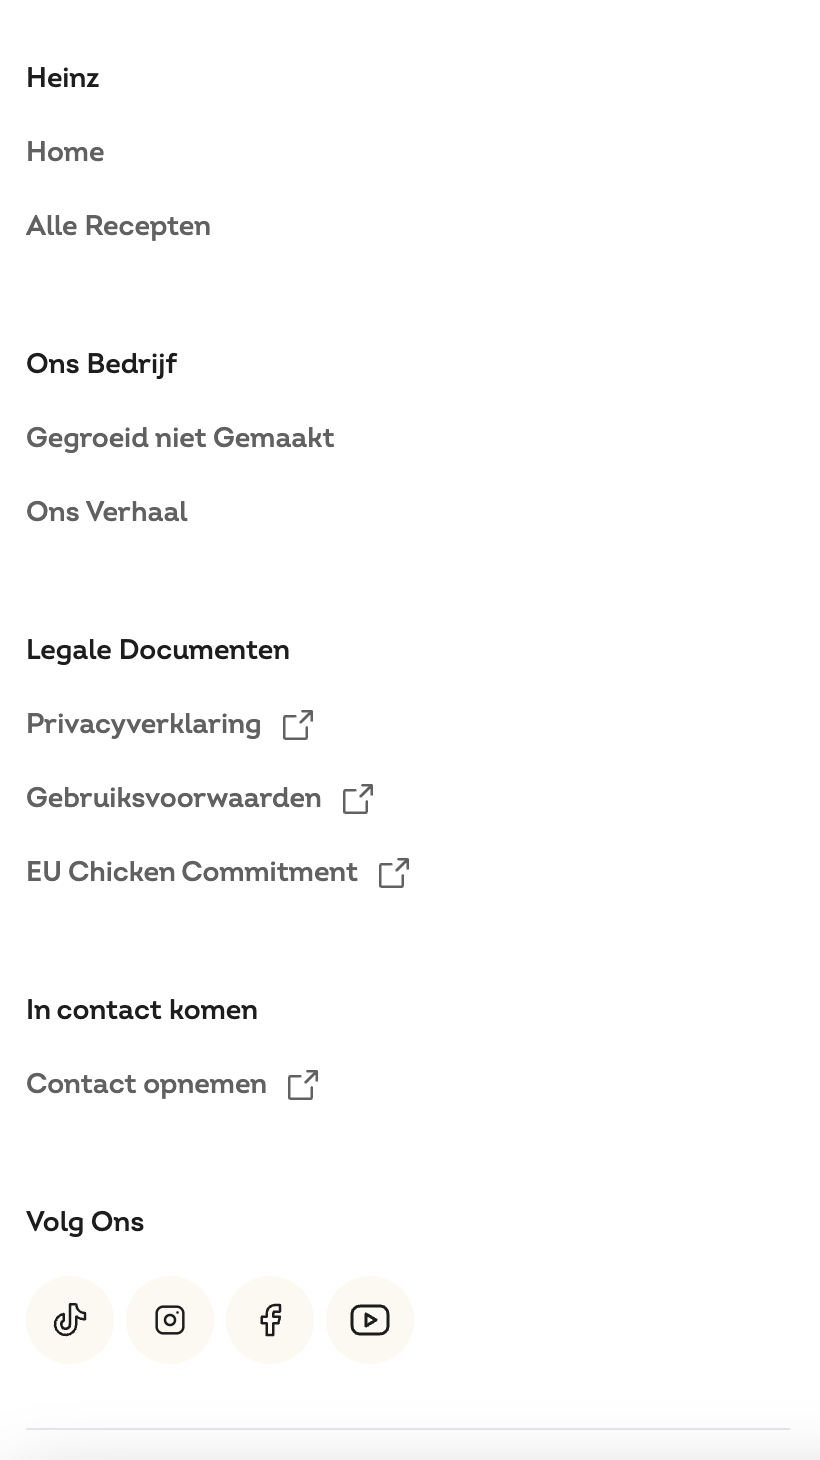 Heinz
Home
Alle Recepten
Ons Bedrijf
Gegroeid niet Gemaakt
Ons Verhaal
Legale Documenten
Privacyverklaring
Gebruiksvoorwaarden
EU Chicken Commitment
In contact komen
Contact opnemen
Volg Ons